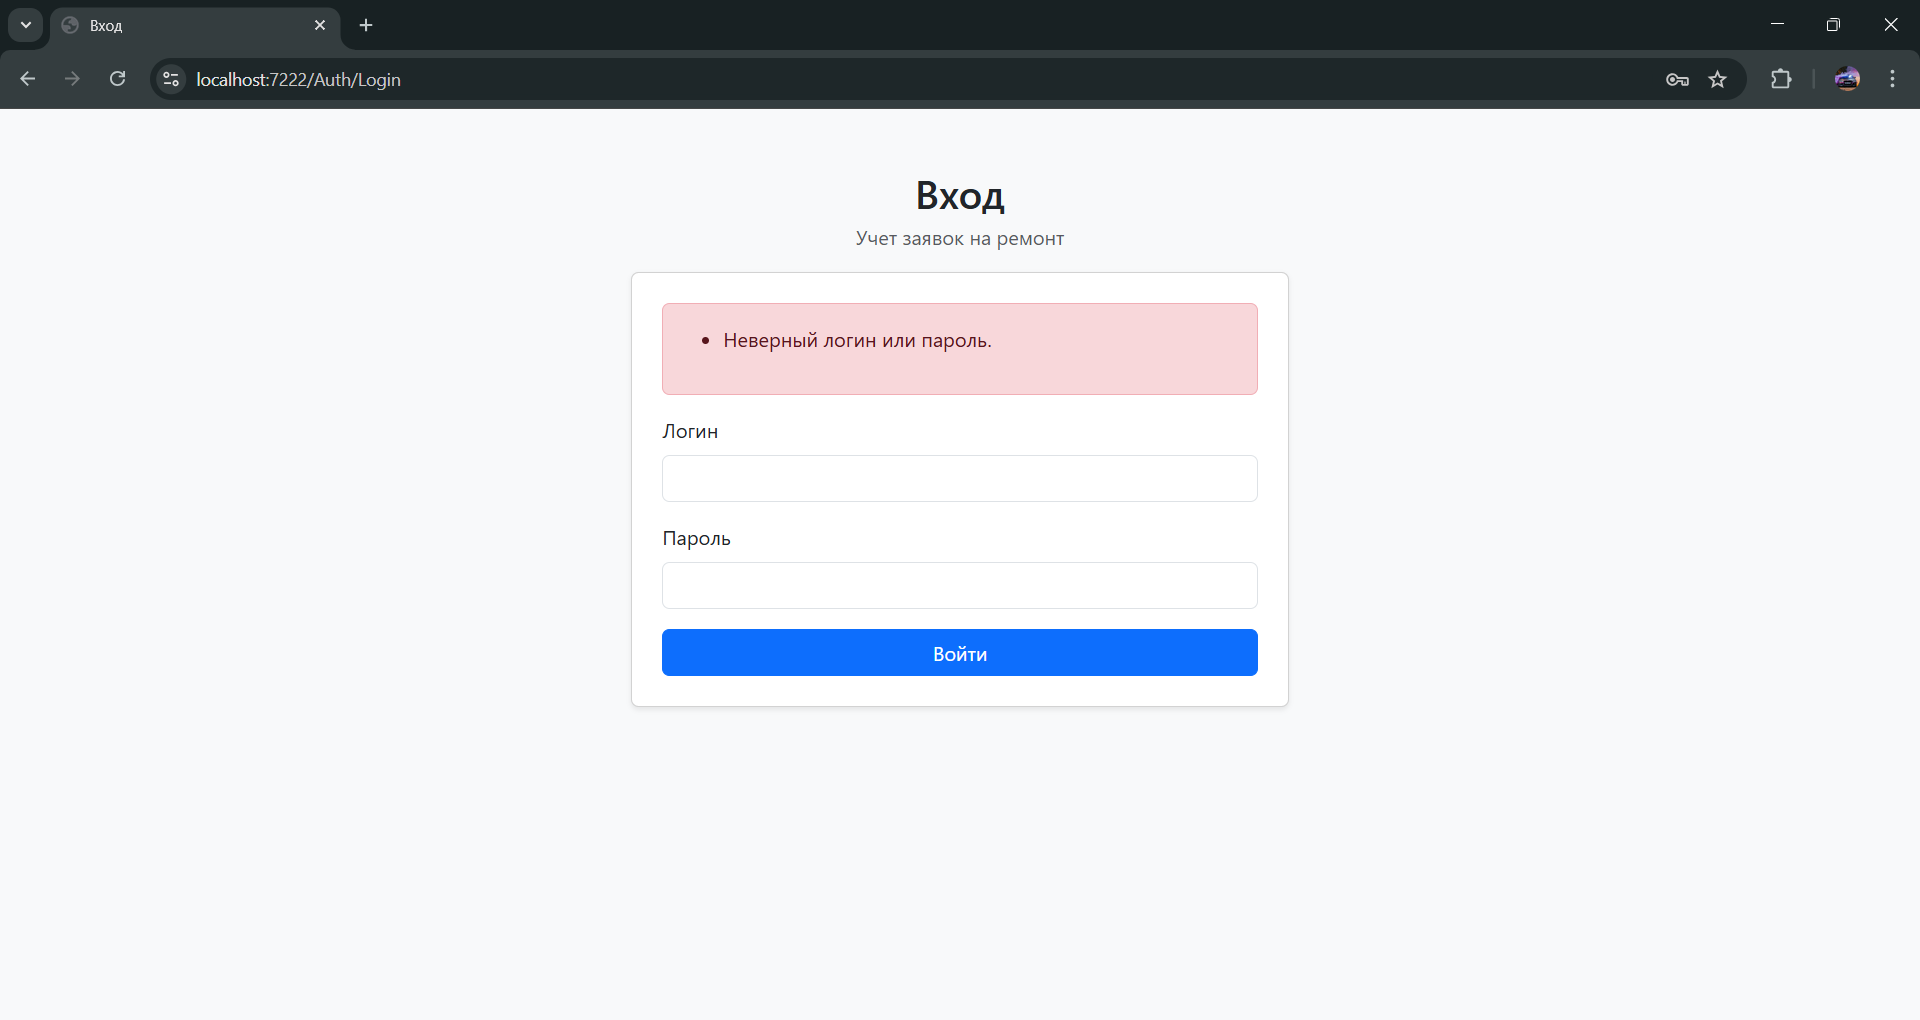 Вход
localhost:7222/Auth/Login
Вход
Учет заявок на ремонт
Неверный логин или пароль.
Логин
Пароль
Войти